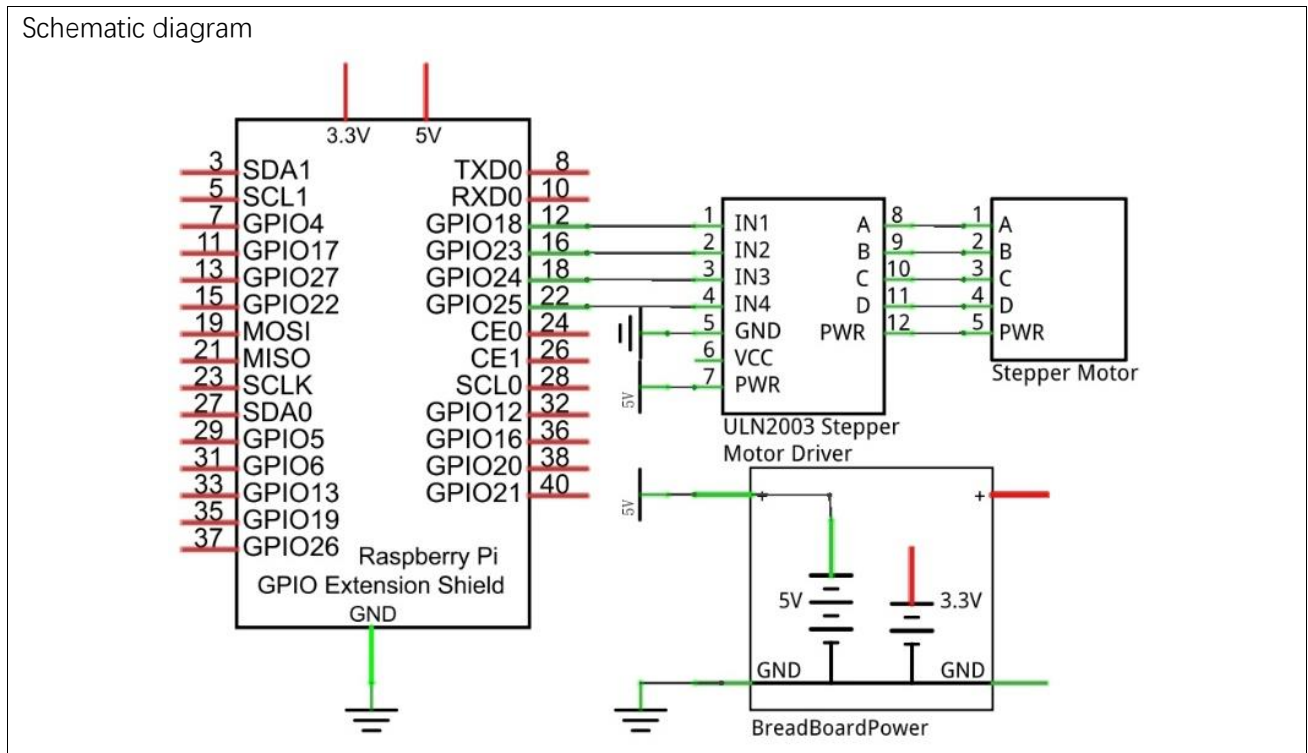 Schematic diagram
3.3V 5V
3 SDA1 TXD0 8
5 SCL1 RXD0 10
7 GPIO4 GPIO18 12
11 GPIO17 GPIO23 16
13 GPIO27 GPIO24 18
15 GPIO22 GPIO25 22
19 MOSI CE0 24
21 MISO CE1 26
23 SCLK SCL0 28
27 SDA0 GPIO12 32
29 GPIO5 GPIO16 36
31 GPIO6 GPIO20 38
33 GPIO13 GPIO21 40
35 GPIO19
37 GPIO26
Raspberry Pi
GPIO Extension Shield
GND
1 IN1 A 8
2 IN2 B 9
3 IN3 C 10
4 IN4 D 11
5 GND PWR 12
6 VCC
7 PWR
5V
ULN2003 Stepper
Motor Driver
1 A
2 B
3 C
4 D
5 PWR
Stepper Motor
5V
+ +
5V 3.3V
GND GND
BreadBoardPower